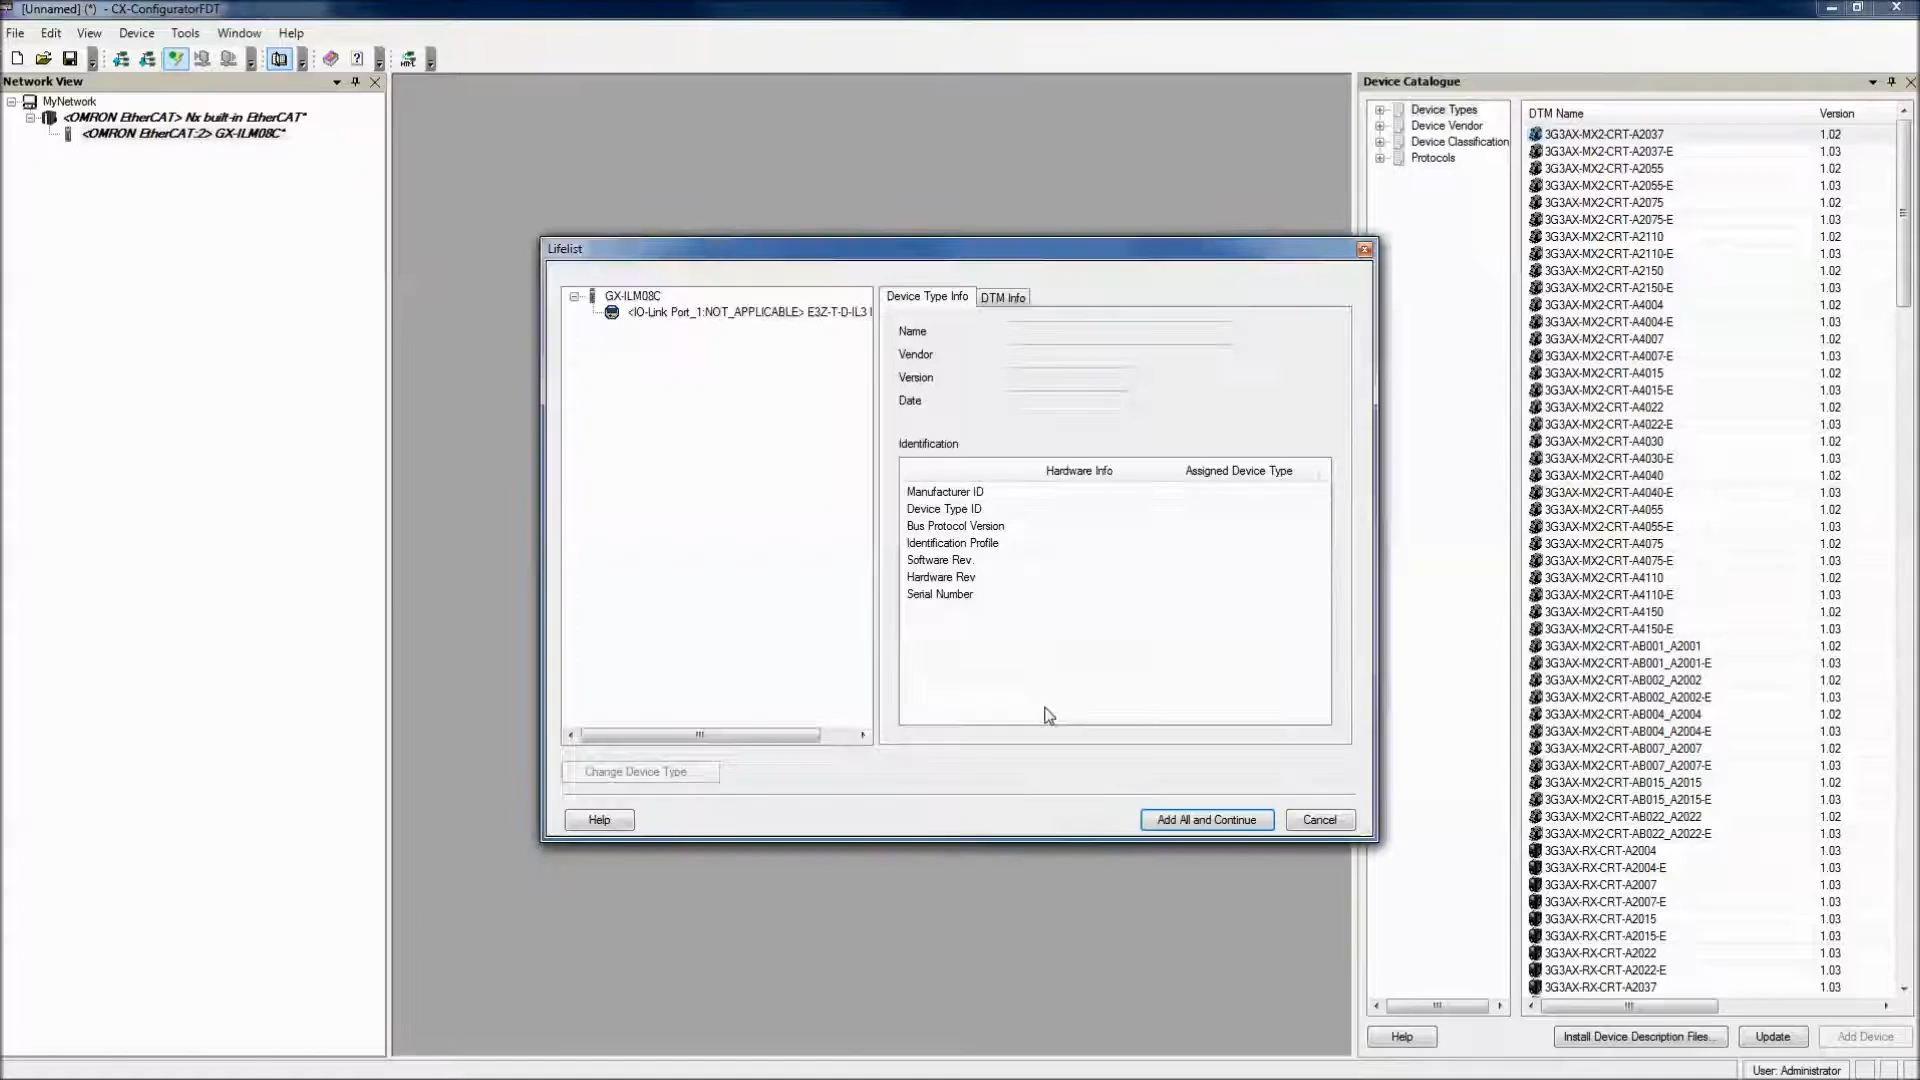 [Unnamed] (*) - CX-ConfiguratorFDT
File Edit View Device Tools Window Help
Network View
MyNetwork
<OMRON EtherCAT> Nx built-in EtherCAT*
<OMRON EtherCAT:2> GX-ILM08C*
Lifelist
GX-ILM08C
<IO-Link Port_1:NOT_APPLICABLE> E3Z-T-D-IL3
Device Type Info
DTM Info
Name
Vendor
Version
Date
Identification
Hardware Info Assigned Device Type
Manufacturer ID
Device Type ID
Bus Protocol Version
Identification Profile
Software Rev.
Hardware Rev
Serial Number
Change Device Type
Help
Add All and Continue
Cancel
Device Catalogue
Device Types
Device Vendor
Device Classification
Protocols
DTM Name Version
3G3AX-MX2-CRT-A2037 1.02
3G3AX-MX2-CRT-A2037-E 1.03
3G3AX-MX2-CRT-A2055 1.02
3G3AX-MX2-CRT-A2055-E 1.03
3G3AX-MX2-CRT-A2075 1.02
3G3AX-MX2-CRT-A2075-E 1.03
3G3AX-MX2-CRT-A2110 1.02
3G3AX-MX2-CRT-A2110-E 1.03
3G3AX-MX2-CRT-A2150 1.02
3G3AX-MX2-CRT-A2150-E 1.03
3G3AX-MX2-CRT-A4004 1.02
3G3AX-MX2-CRT-A4004-E 1.03
3G3AX-MX2-CRT-A4007 1.02
3G3AX-MX2-CRT-A4007-E 1.03
3G3AX-MX2-CRT-A4015 1.02
3G3AX-MX2-CRT-A4015-E 1.03
3G3AX-MX2-CRT-A4022 1.02
3G3AX-MX2-CRT-A4022-E 1.03
3G3AX-MX2-CRT-A4030 1.02
3G3AX-MX2-CRT-A4030-E 1.03
3G3AX-MX2-CRT-A4040 1.02
3G3AX-MX2-CRT-A4040-E 1.03
3G3AX-MX2-CRT-A4055 1.02
3G3AX-MX2-CRT-A4055-E 1.03
3G3AX-MX2-CRT-A4075 1.02
3G3AX-MX2-CRT-A4075-E 1.03
3G3AX-MX2-CRT-A4110 1.02
3G3AX-MX2-CRT-A4110-E 1.03
3G3AX-MX2-CRT-A4150 1.02
3G3AX-MX2-CRT-A4150-E 1.03
3G3AX-MX2-CRT-AB001_A2001 1.02
3G3AX-MX2-CRT-AB001_A2001-E 1.03
3G3AX-MX2-CRT-AB002_A2002 1.02
3G3AX-MX2-CRT-AB002_A2002-E 1.03
3G3AX-MX2-CRT-AB004_A2004 1.02
3G3AX-MX2-CRT-AB004_A2004-E 1.03
3G3AX-MX2-CRT-AB007_A2007 1.02
3G3AX-MX2-CRT-AB007_A2007-E 1.03
3G3AX-MX2-CRT-AB015_A2015 1.02
3G3AX-MX2-CRT-AB015_A2015-E 1.03
3G3AX-MX2-CRT-AB022_A2022 1.02
3G3AX-MX2-CRT-AB022_A2022-E 1.03
3G3AX-RX-CRT-A2004 1.03
3G3AX-RX-CRT-A2004-E 1.03
3G3AX-RX-CRT-A2007 1.03
3G3AX-RX-CRT-A2007-E 1.03
3G3AX-RX-CRT-A2015 1.03
3G3AX-RX-CRT-A2015-E 1.03
3G3AX-RX-CRT-A2022 1.03
3G3AX-RX-CRT-A2022-E 1.03
3G3AX-RX-CRT-A2037 1.03
Help
Install Device Description Files...
Update
Add Device
User: Administrator